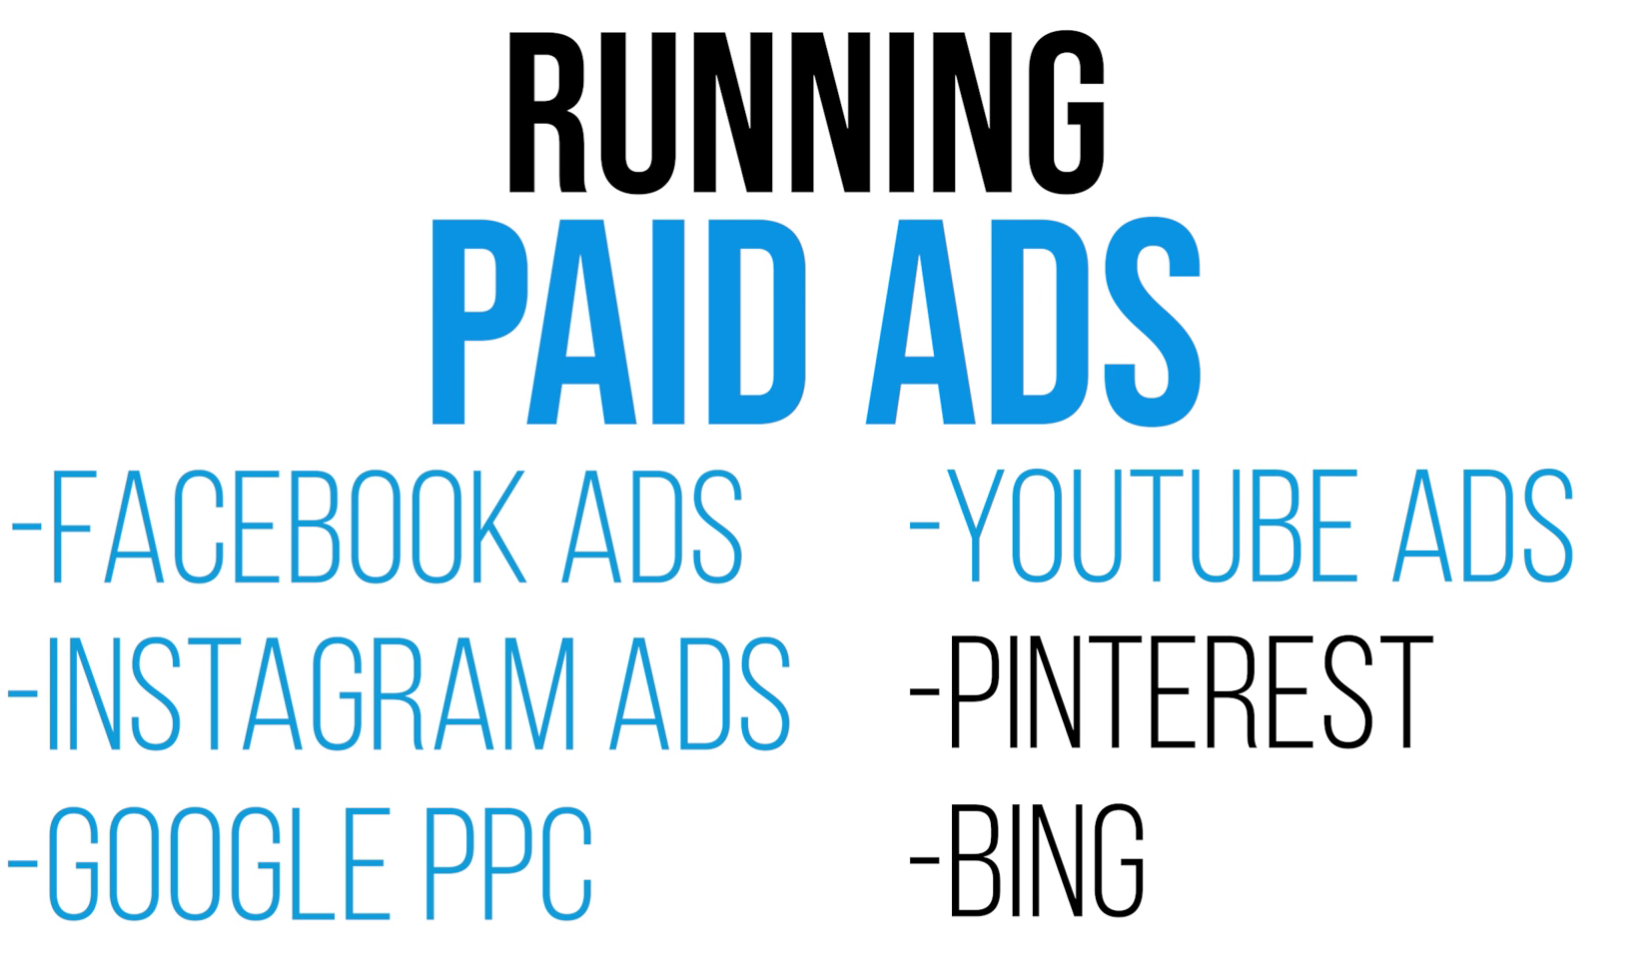 RUNNING
PAID ADS
-FACEBOOK ADS
-INSTAGRAM ADS
-GOOGLE PPC
-YOUTUBE ADS
-PINTEREST
-BING